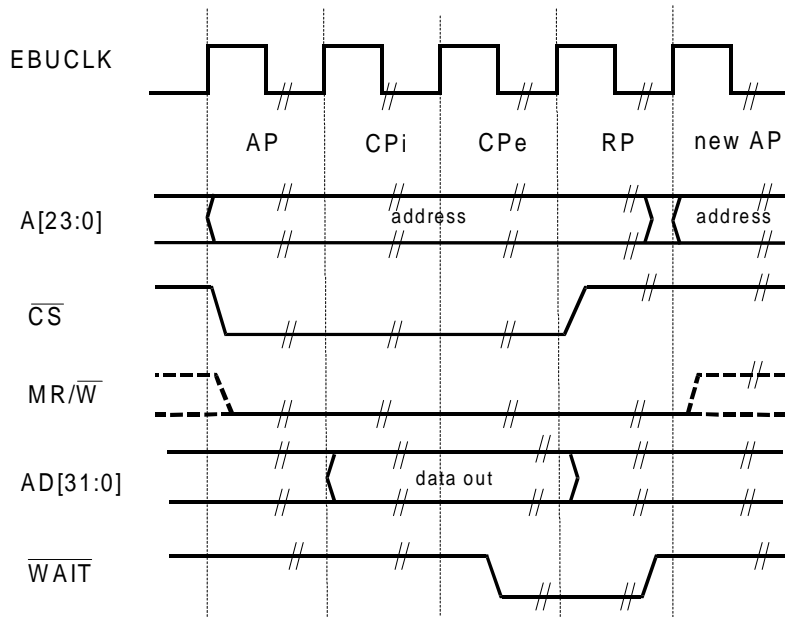 EBUCLK
AP CPi CPe RP new AP
A[23:0] address address
CS
MR/W
AD[31:0] data out
WAIT